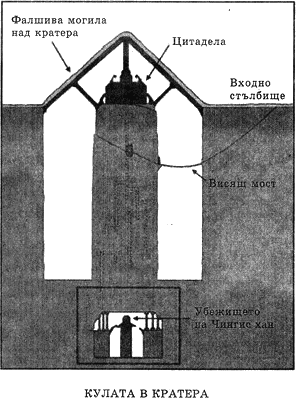 Фалшива могила
над кратера
Цитадела
Входно
стълбище
Висящ мост
Убежището
на Чингис хан
КУЛАТА В КРАТЕРА